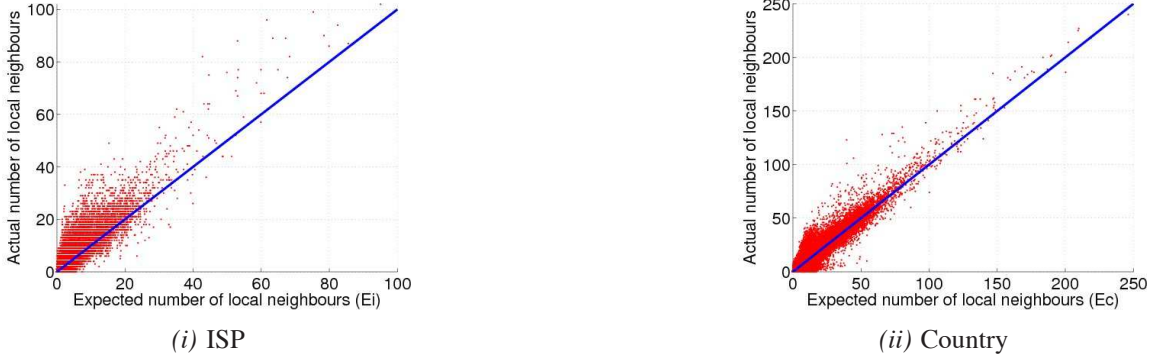 Actual number of local neighbours
100
80
60
40
20
0
0 20 40 60 80 100
Expected number of local neighbours (Ei)
(i) ISP
Actual number of local neighbours
250
200
150
100
50
0
0 50 100 150 200 250
Expected number of local neighbours (Ec)
(ii) Country